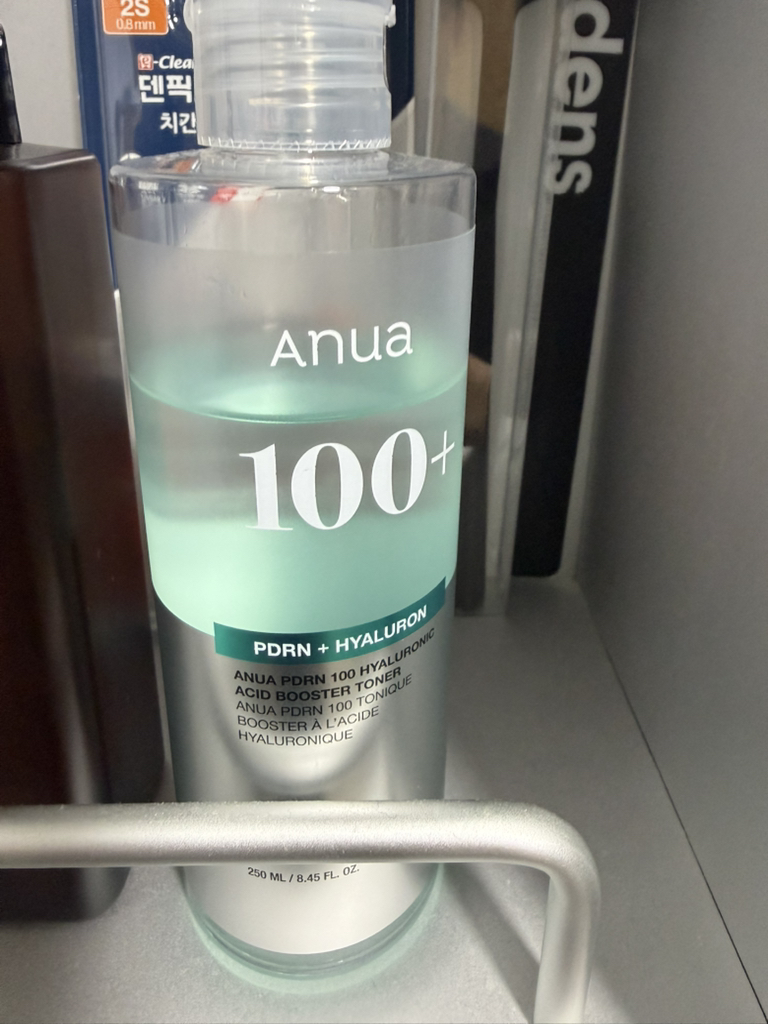 2S
0.8mm
e-Clea
덴픽
치간
dens
Anua
100+
PDRN + HYALURON
ANUA PDRN 100 HYALURONIC
ACID BOOSTER TONER
ANUA PDRN 100 TONIQUE
BOOSTER À L'ACIDE
HYALURONIQUE
250 ML / 8.45 FL. OZ.